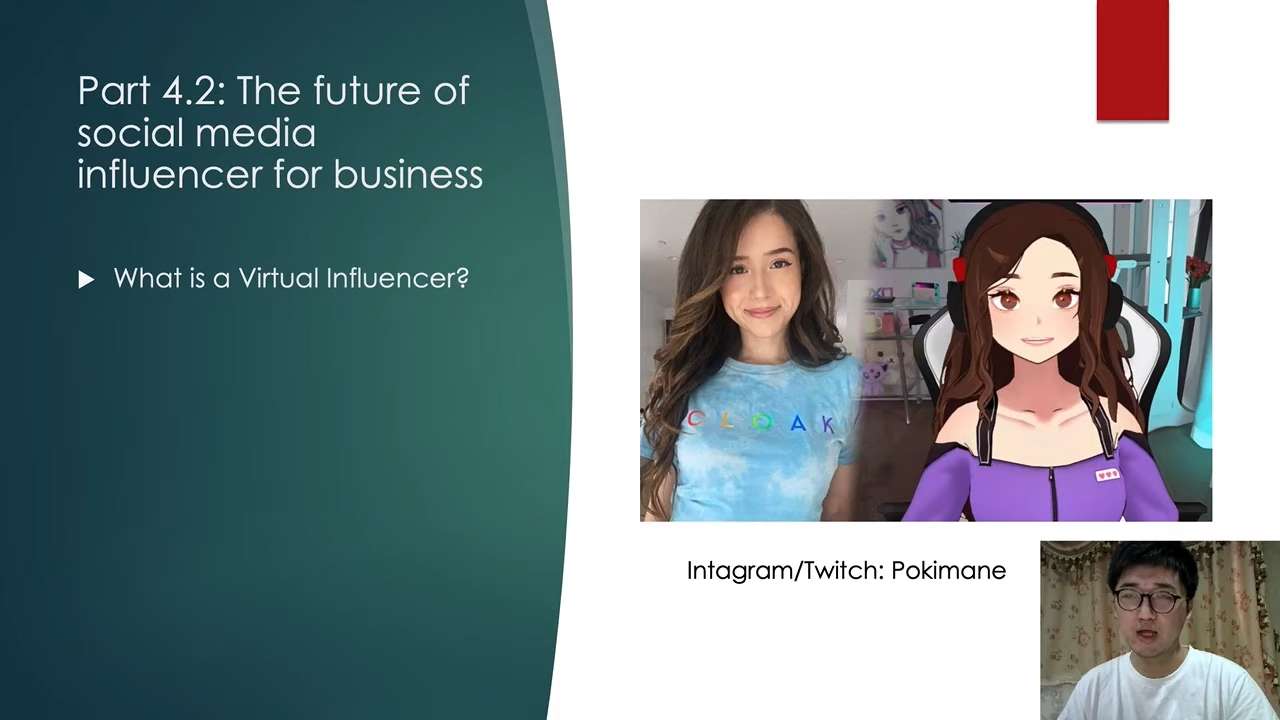 Part 4.2: The future of
social media
influencer for business
What is a Virtual Influencer?
CLOAK
Intagram/Twitch: Pokimane